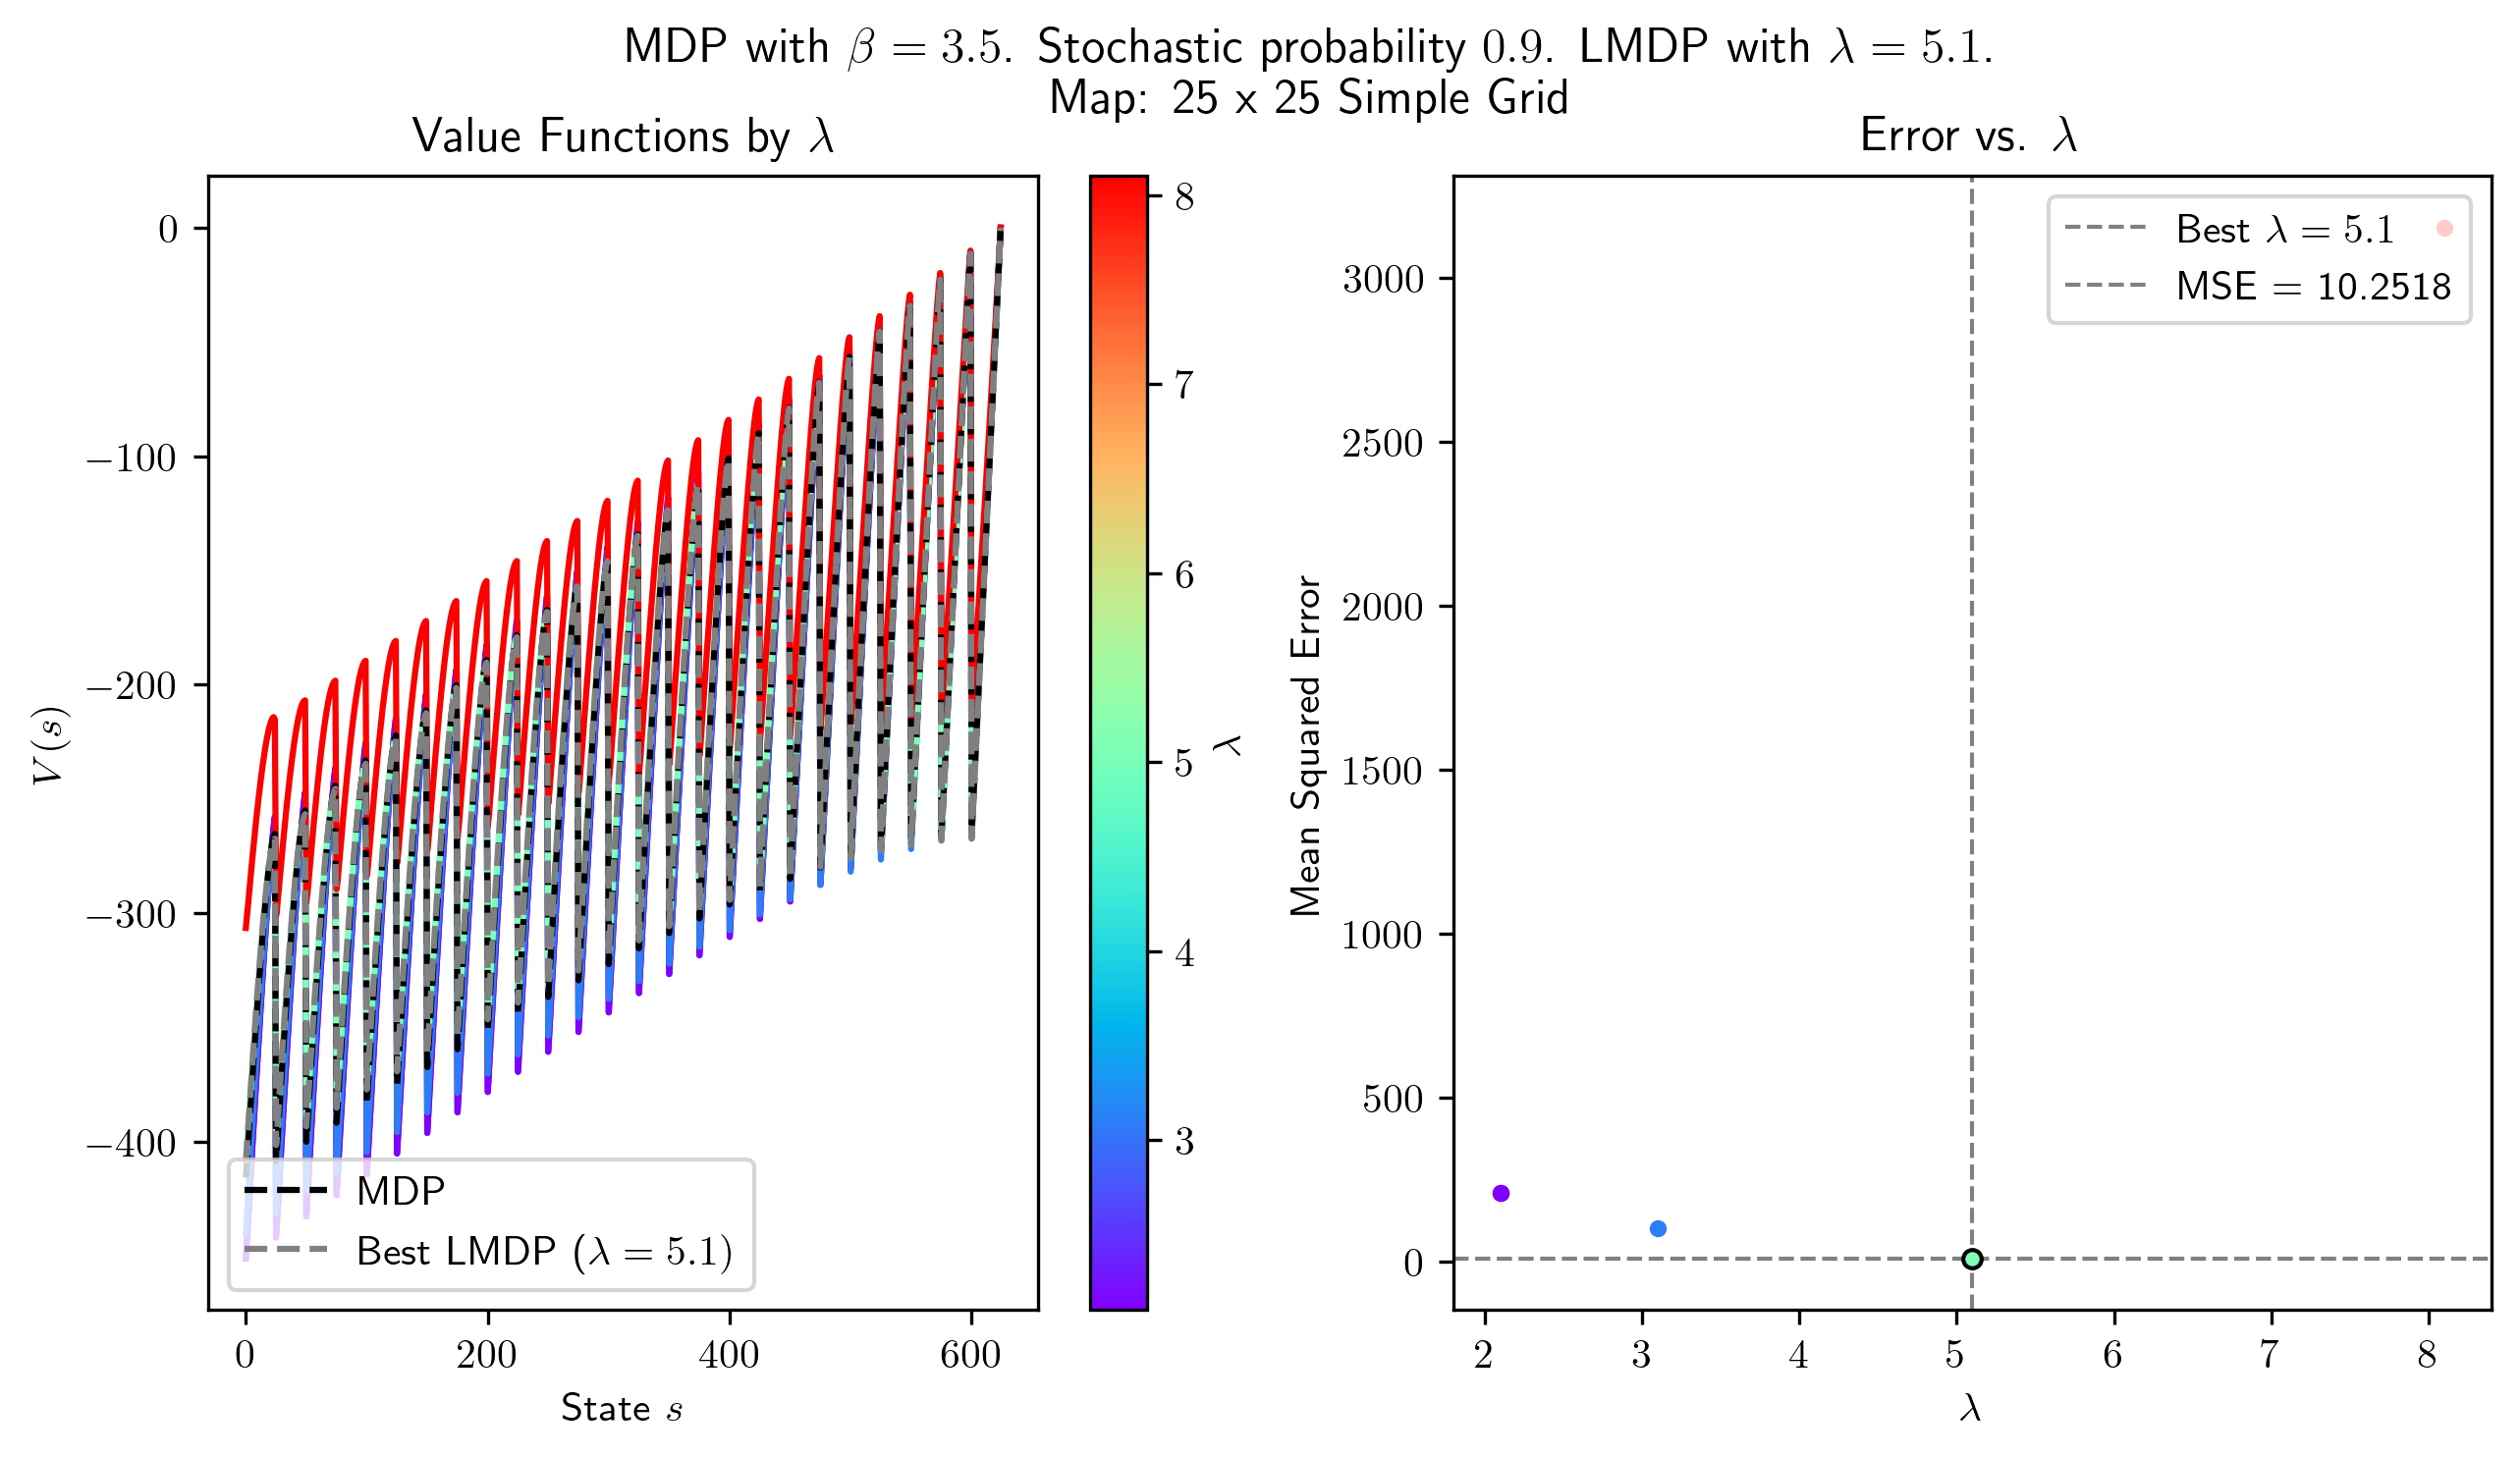 MDP with β = 3.5. Stochastic probability 0.9. LMDP with λ = 5.1.
Map: 25 x 25 Simple Grid
Value Functions by λ
0
−100
−200
−300
−400
V(s)
0
200
400
600
State s
MDP
Best LMDP (λ = 5.1)
8
7
6
5
4
3
λ
Error vs. λ
3000
2500
2000
1500
1000
500
0
Mean Squared Error
2
3
4
5
6
7
8
λ
Best λ = 5.1
MSE = 10.2518